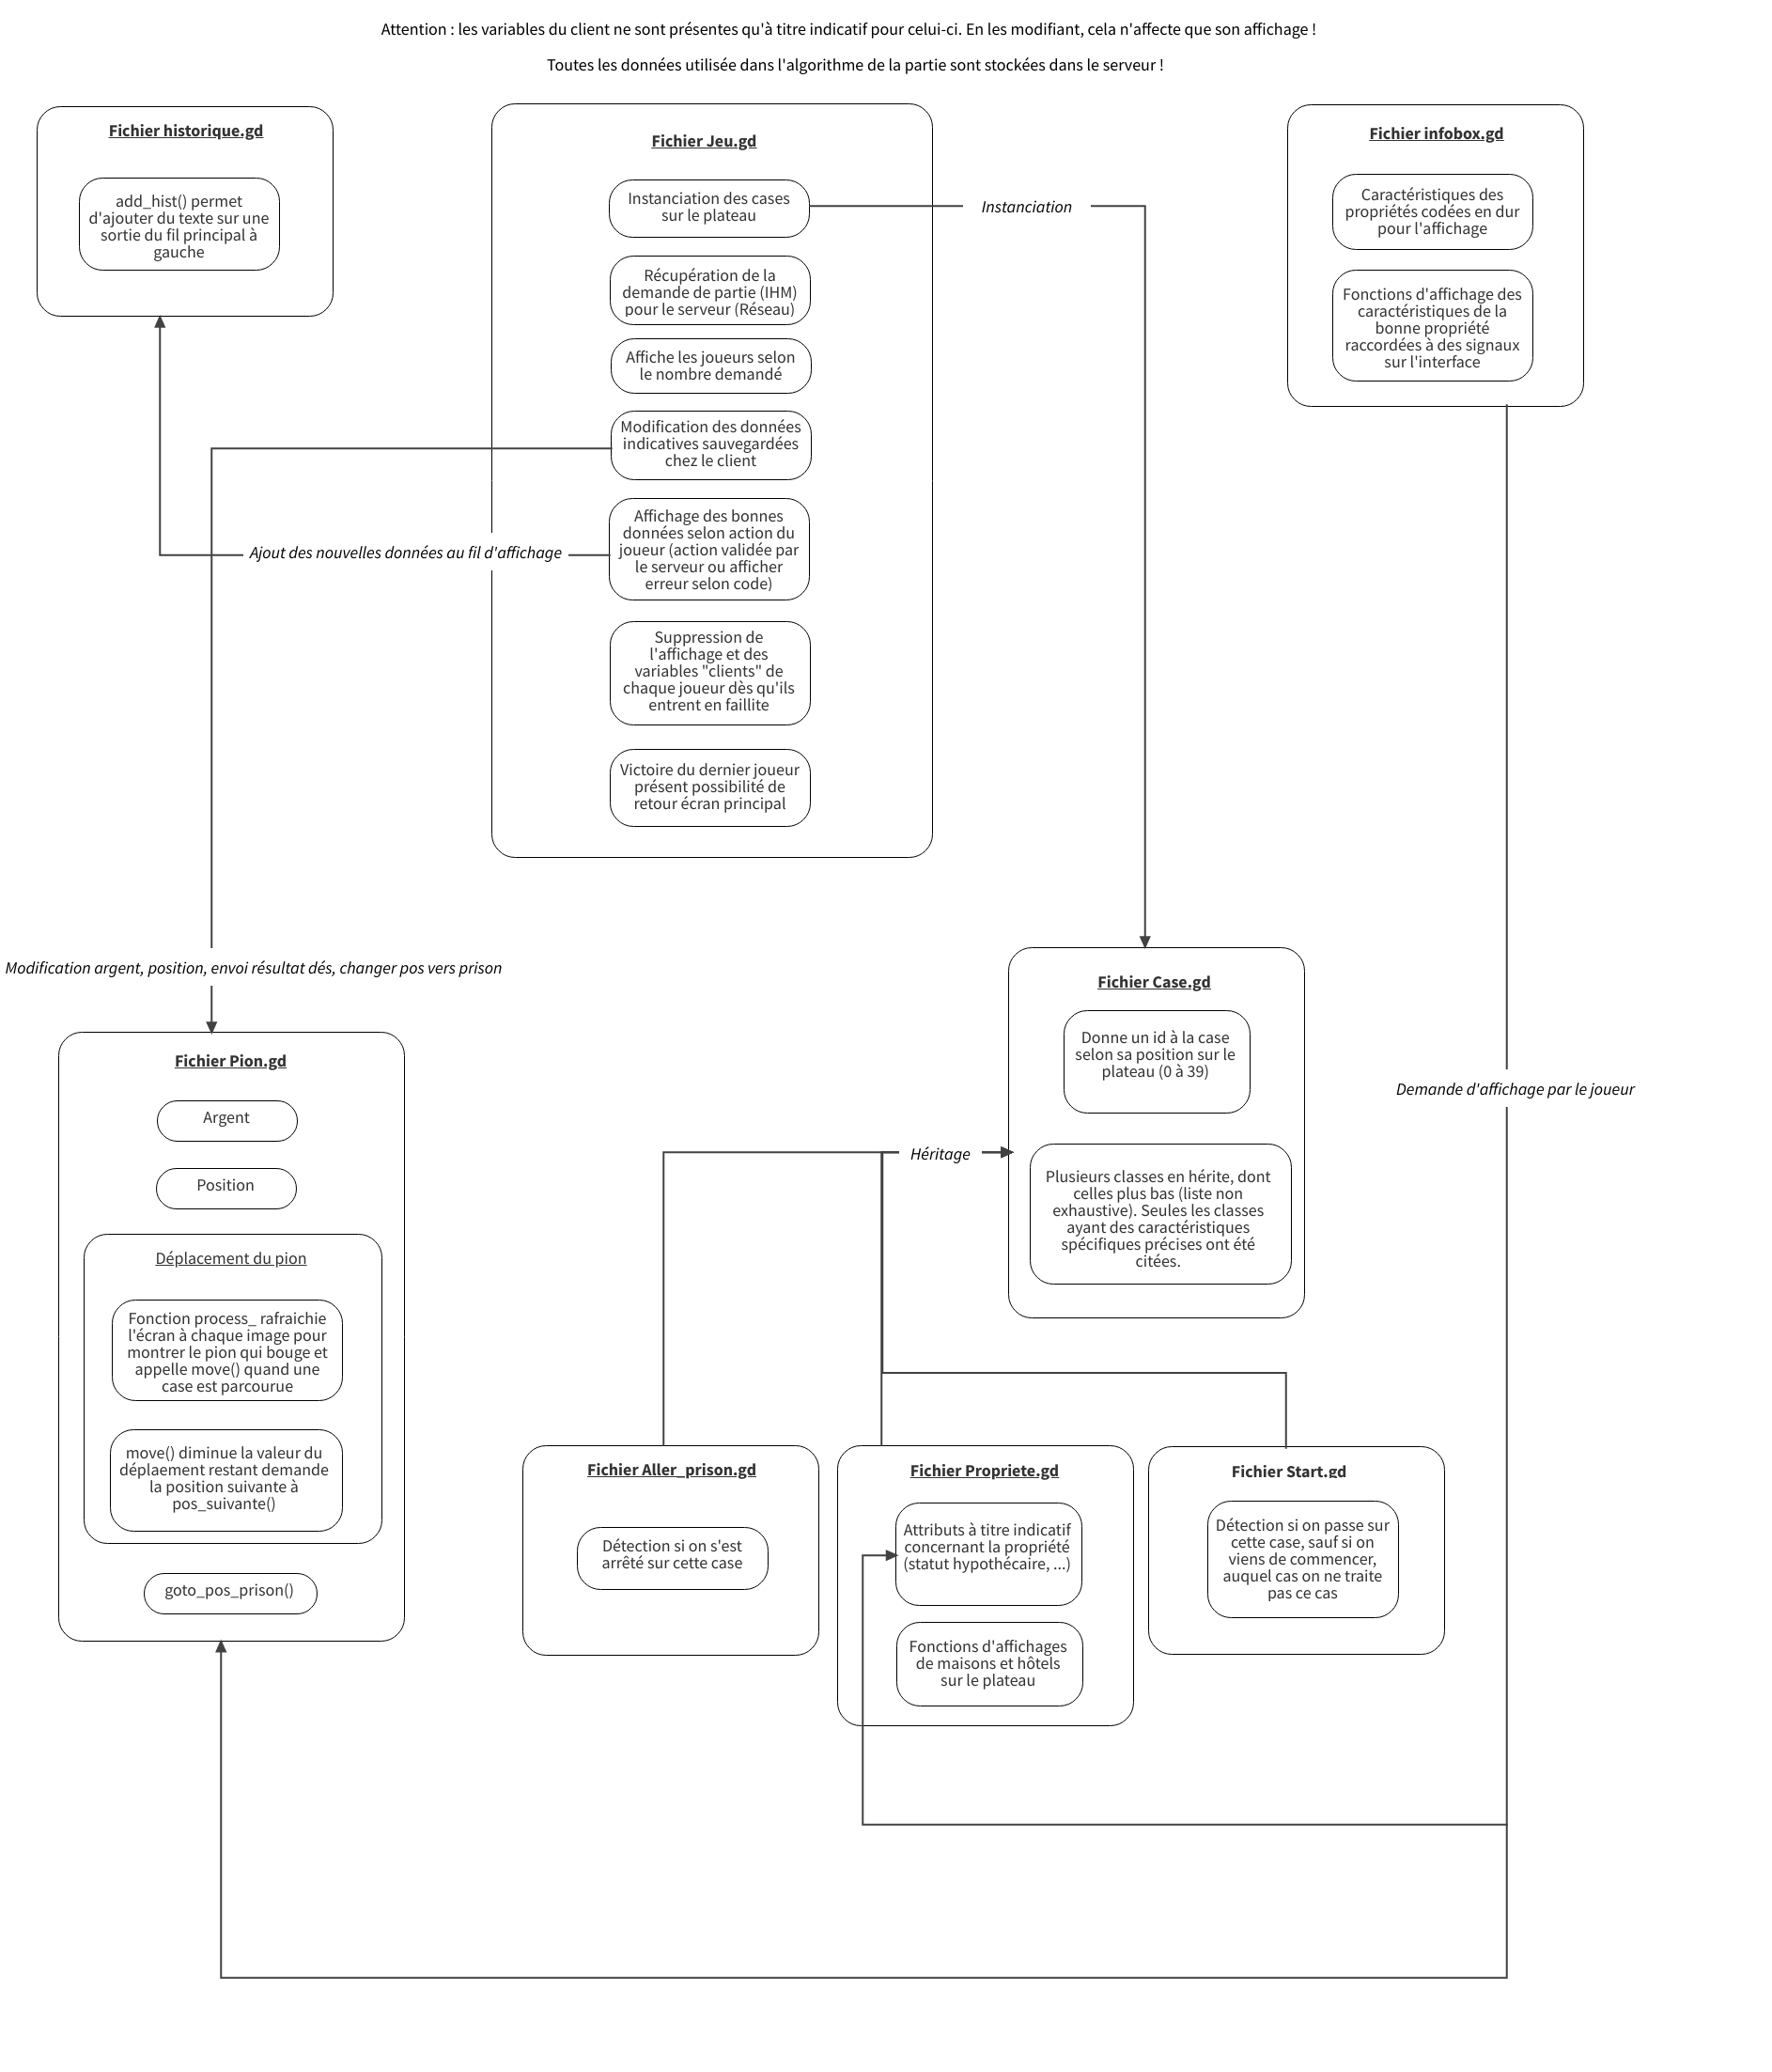 Attention : les variables du client ne sont présentes qu'à titre indicatif pour celui-ci. En les modifiant, cela n'affecte que son affichage !
Toutes les données utilisée dans l'algorithme de la partie sont stockées dans le serveur !
Fichier historique.gd
add_hist() permet
d'ajouter du texte sur une
sortie du fil principal à
gauche
Fichier Jeu.gd
Instanciation des cases
sur le plateau
Récupération de la
demande de partie (IHM)
pour le serveur (Réseau)
Affiche les joueurs selon
le nombre demandé
Modification des données
indicatives sauvegardées
chez le client
Affichage des bonnes
données selon action du
joueur (action validée par
le serveur ou afficher
erreur selon code)
Suppression de
l'affichage et des
variables "clients" de
chaque joueur dès qu'ils
entrent en faillite
Victoire du dernier joueur
présent possibilité de
retour écran principal
Instanciation
Fichier infobox.gd
Caractéristiques des
propriétés codées en dur
pour l'affichage
Fonctions d'affichage des
caractéristiques de la
bonne propriété
raccordées à des signaux
sur l'interface
Ajout des nouvelles données au fil d'affichage
Modification argent, position, envoi résultat dés, changer pos vers prison
Fichier Pion.gd
Argent
Position
Déplacement du pion
Fonction process_ rafraichie
l'écran à chaque image pour
montrer le pion qui bouge et
appelle move() quand une
case est parcourue
move() diminue la valeur du
déplaement restant demande
la position suivante à
pos_suivante()
goto_pos_prison()
Fichier Case.gd
Donne un id à la case
selon sa position sur le
plateau (0 à 39)
Plusieurs classes en hérite, dont
celles plus bas (liste non
exhaustive). Seules les classes
ayant des caractéristiques
spécifiques précises ont été
citées.
Demande d'affichage par le joueur
Héritage
Fichier Aller_prison.gd
Détection si on s'est
arrêté sur cette case
Fichier Propriete.gd
Attributs à titre indicatif
concernant la propriété
(statut hypothécaire, ...)
Fonctions d'affichages
de maisons et hôtels
sur le plateau
Fichier Start.gd
Détection si on passe sur
cette case, sauf si on
viens de commencer,
auquel cas on ne traite
pas ce cas